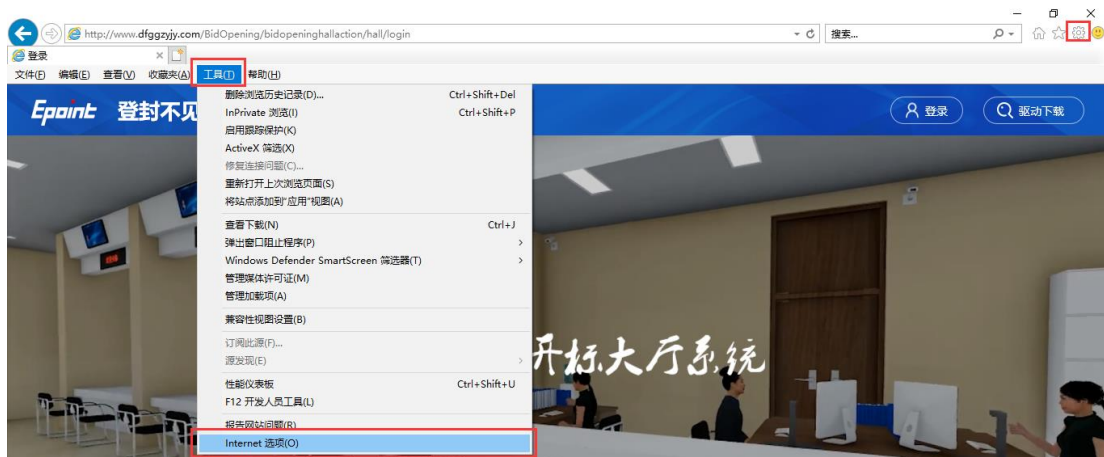 http://www.dfggzyjy.com/BidOpening/bidopeninghallaction/hall/login
搜索...
登录
文件(F) 编辑(E) 查看(V) 收藏夹(A) 工具(T) 帮助(H)
Epoint 登封不见
登录
驱动下载
删除浏览历史记录(D)... Ctrl+Shift+Del
InPrivate 浏览(I) Ctrl+Shift+P
启用跟踪保护(K)
ActiveX 筛选(X)
修复连接问题(C)...
重新打开上次浏览页面(S)
将站点添加到“应用”视图(A)
查看下载(N) Ctrl+J
弹出窗口阻止程序(P)
Windows Defender SmartScreen 筛选器(T)
管理媒体许可证(M)
管理加载项(A)
兼容性视图设置(B)
订阅此源(F)...
源发现(E)
性能仪表板 Ctrl+Shift+U
F12 开发人员工具(L)
报告网站问题(R)
Internet 选项(O)
开标大厅系统